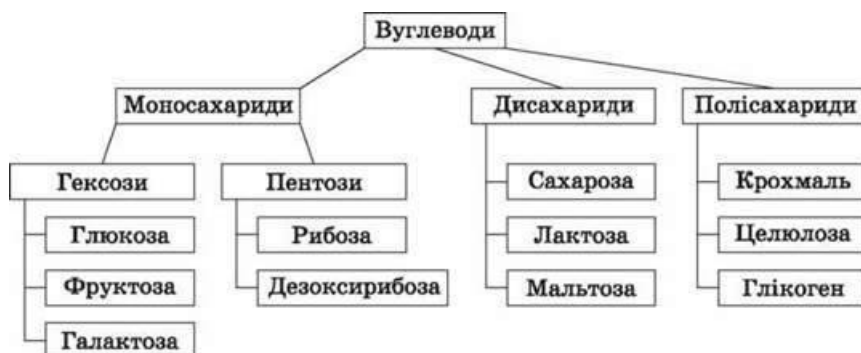 Вуглеводи
Моносахариди
Дисахариди
Полісахариди
Гексози
Пентози
Сахароза
Крохмаль
Глюкоза
Рибоза
Лактоза
Целюлоза
Фруктоза
Дезоксирибоза
Мальтоза
Глікоген
Галактоза